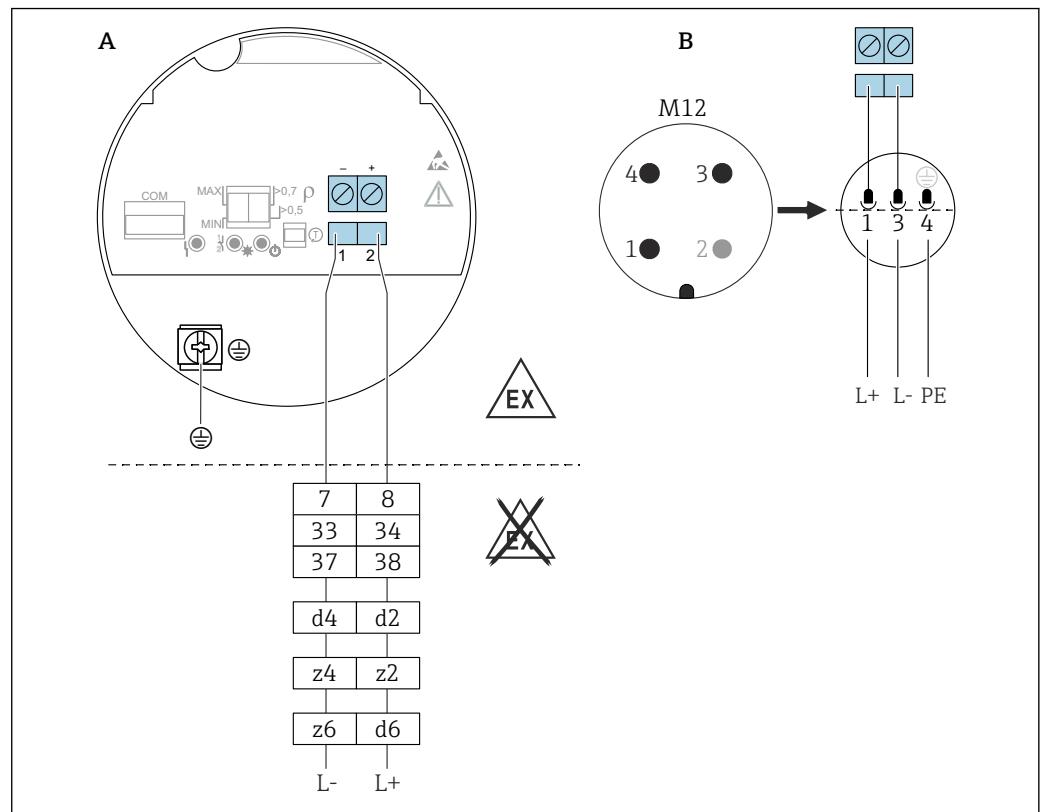 A
B
M12
4 3
1 2
1 3 4
L+ L- PE
– +
COM
MAX
MIN
>0,7 ρ
>0,5
1 2
EX
7 8
33 34
37 38
EX
d4 d2
z4 z2
z6 d6
L- L+